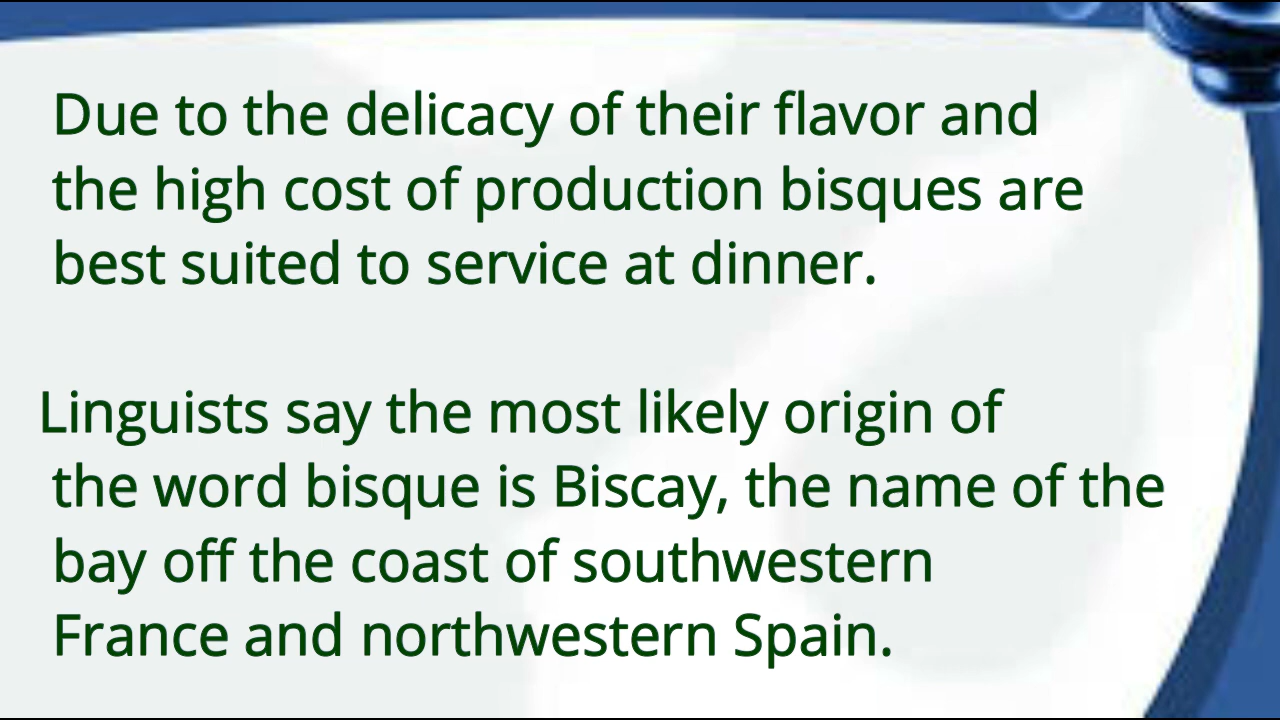 Due to the delicacy of their flavor and
the high cost of production bisques are
best suited to service at dinner.
Linguists say the most likely origin of
the word bisque is Biscay, the name of the
bay off the coast of southwestern
France and northwestern Spain.